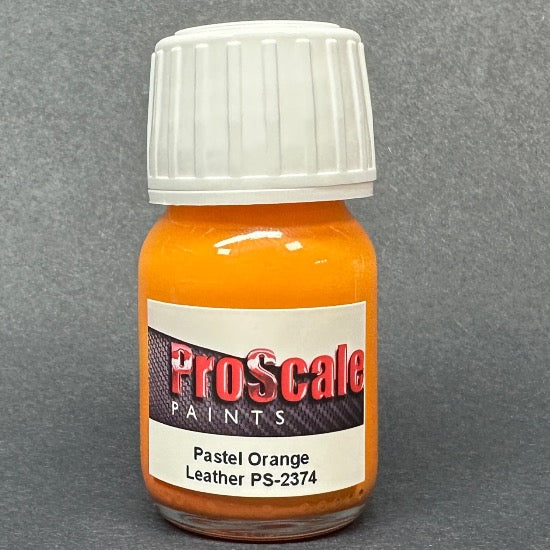 ProScale
PAINTS
Pastel Orange
Leather PS-2374